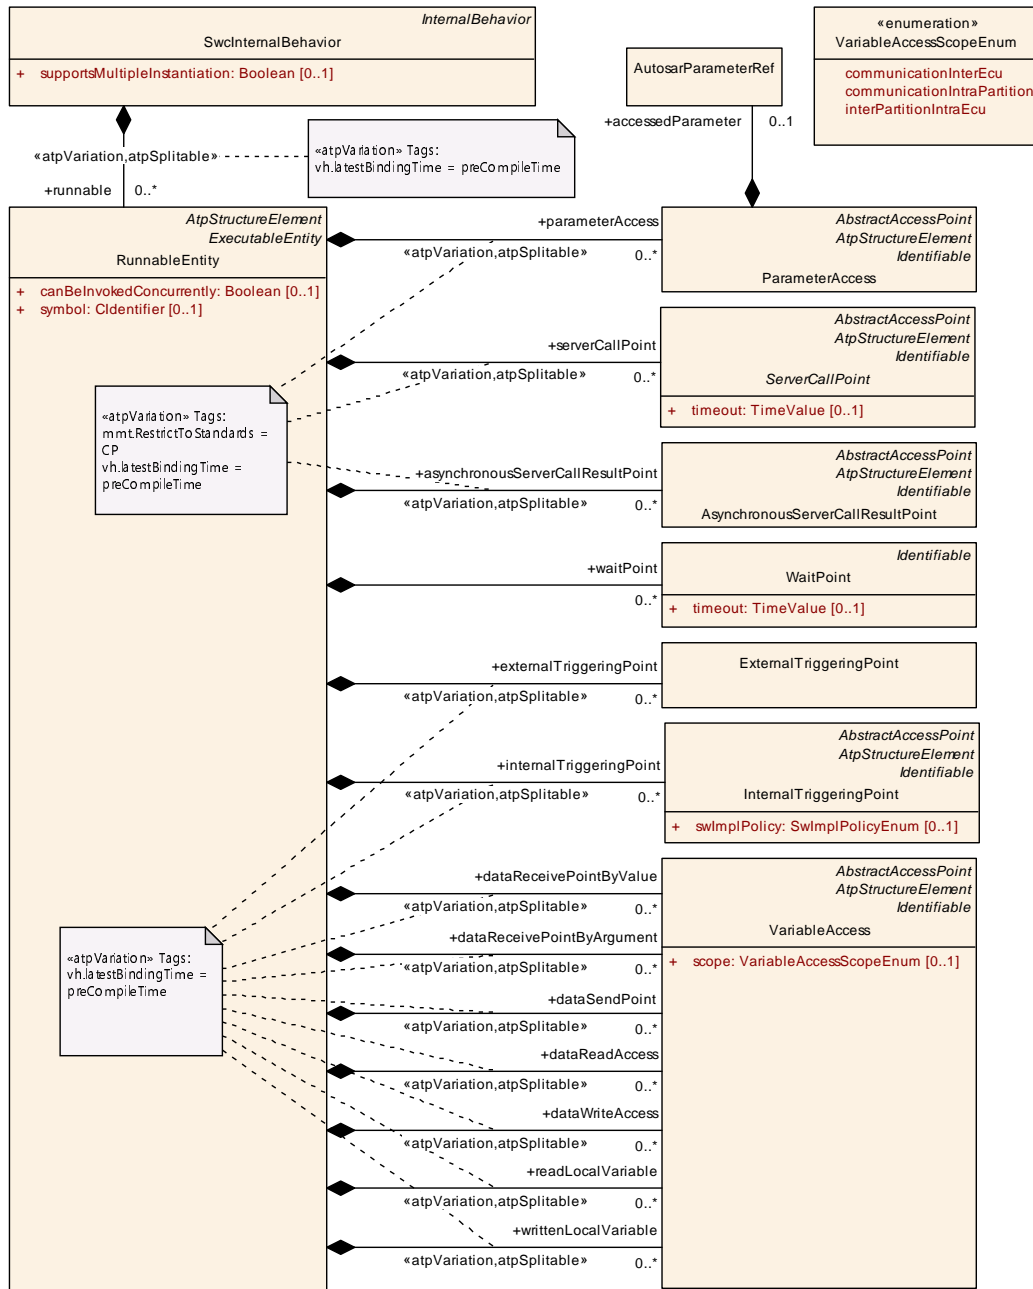 InternalBehavior
SwcInternalBehavior
+ supportsMultipleInstantiation: Boolean [0..1]
AutosarParameterRef
«enumeration»
VariableAccessScopeEnum
communicationInterEcu
communicationIntraPartition
interPartitionIntraEcu
+accessedParameter 0..1
«atpVariation,atpSplitable»
+runnable 0..*
«atpVariation» Tags:
vh.latestBindingTime = preCompileTime
AtpStructureElement
ExecutableEntity
RunnableEntity
+ canBeInvokedConcurrently: Boolean [0..1]
+ symbol: CIdentifier [0..1]
+parameterAccess
«atpVariation,atpSplitable» 0..*
AbstractAccessPoint
AtpStructureElement
Identifiable
ParameterAccess
+serverCallPoint
«atpVariation,atpSplitable» 0..*
AbstractAccessPoint
AtpStructureElement
Identifiable
ServerCallPoint
+ timeout: TimeValue [0..1]
«atpVariation» Tags:
mmt.RestrictToStandards =
CP
vh.latestBindingTime =
preCompileTime
+asynchronousServerCallResultPoint
«atpVariation,atpSplitable» 0..*
AbstractAccessPoint
AtpStructureElement
Identifiable
AsynchronousServerCallResultPoint
+waitPoint
0..*
Identifiable
WaitPoint
+ timeout: TimeValue [0..1]
+externalTriggeringPoint
«atpVariation,atpSplitable» 0..*
ExternalTriggeringPoint
+internalTriggeringPoint
«atpVariation,atpSplitable» 0..*
AbstractAccessPoint
AtpStructureElement
Identifiable
InternalTriggeringPoint
+ swImplPolicy: SwImplPolicyEnum [0..1]
+dataReceivePointByValue
«atpVariation,atpSplitable» 0..*
AbstractAccessPoint
AtpStructureElement
Identifiable
VariableAccess
+ scope: VariableAccessScopeEnum [0..1]
«atpVariation» Tags:
vh.latestBindingTime =
preCompileTime
+dataReceivePointByArgument
«atpVariation,atpSplitable» 0..*
+dataSendPoint
«atpVariation,atpSplitable» 0..*
+dataReadAccess
«atpVariation,atpSplitable» 0..*
+dataWriteAccess
«atpVariation,atpSplitable» 0..*
+readLocalVariable
«atpVariation,atpSplitable» 0..*
+writtenLocalVariable
«atpVariation,atpSplitable» 0..*